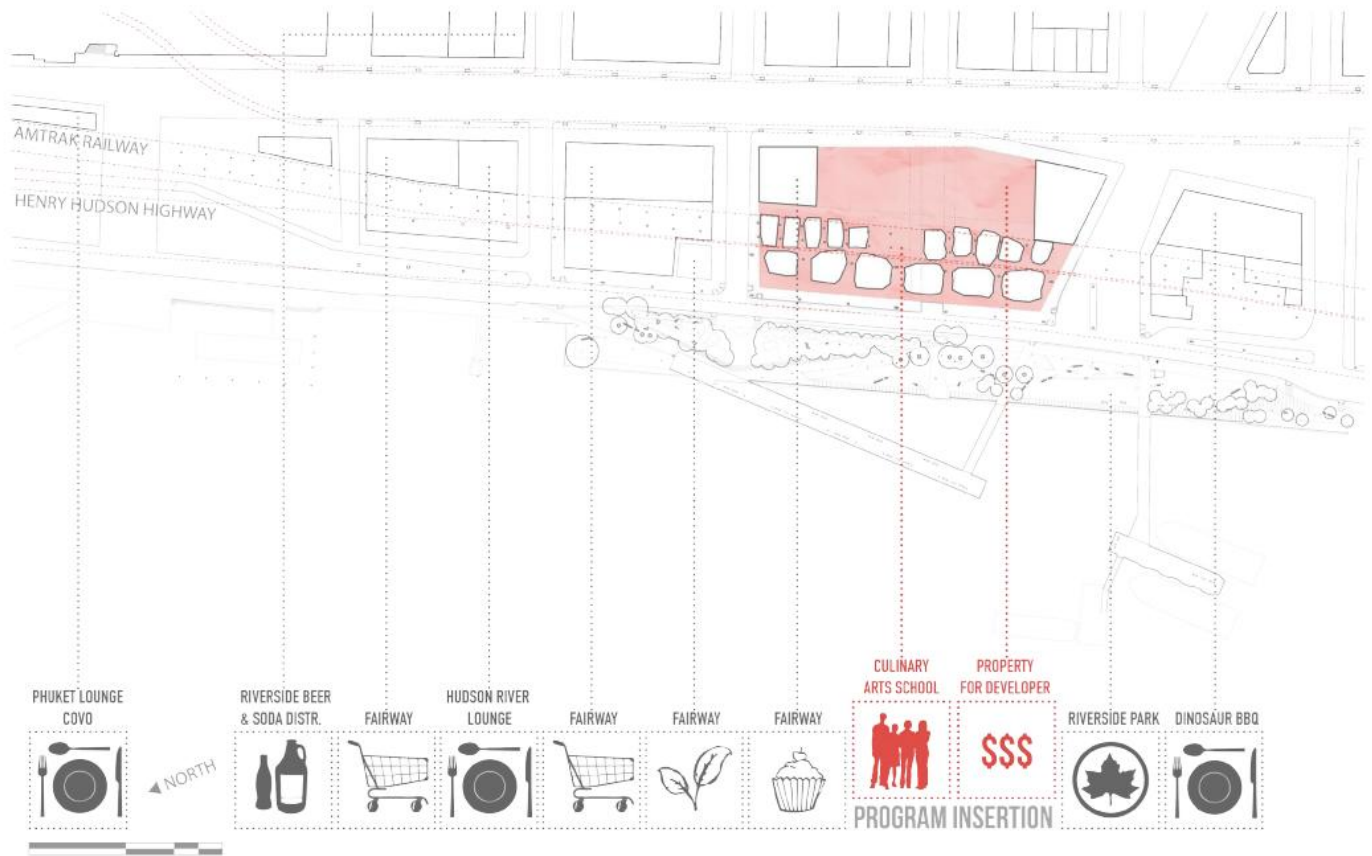 AMTRAK RAILWAY
HENRY HUDSON HIGHWAY
PHUKET LOUNGE
COVO
NORTH
RIVERSIDE BEER
& SODA DISTR.
FAIRWAY
HUDSON RIVER
LOUNGE
FAIRWAY
FAIRWAY
FAIRWAY
CULINARY
ARTS SCHOOL
PROPERTY
FOR DEVELOPER
$$$
RIVERSIDE PARK
DINOSAUR BBQ
PROGRAM INSERTION